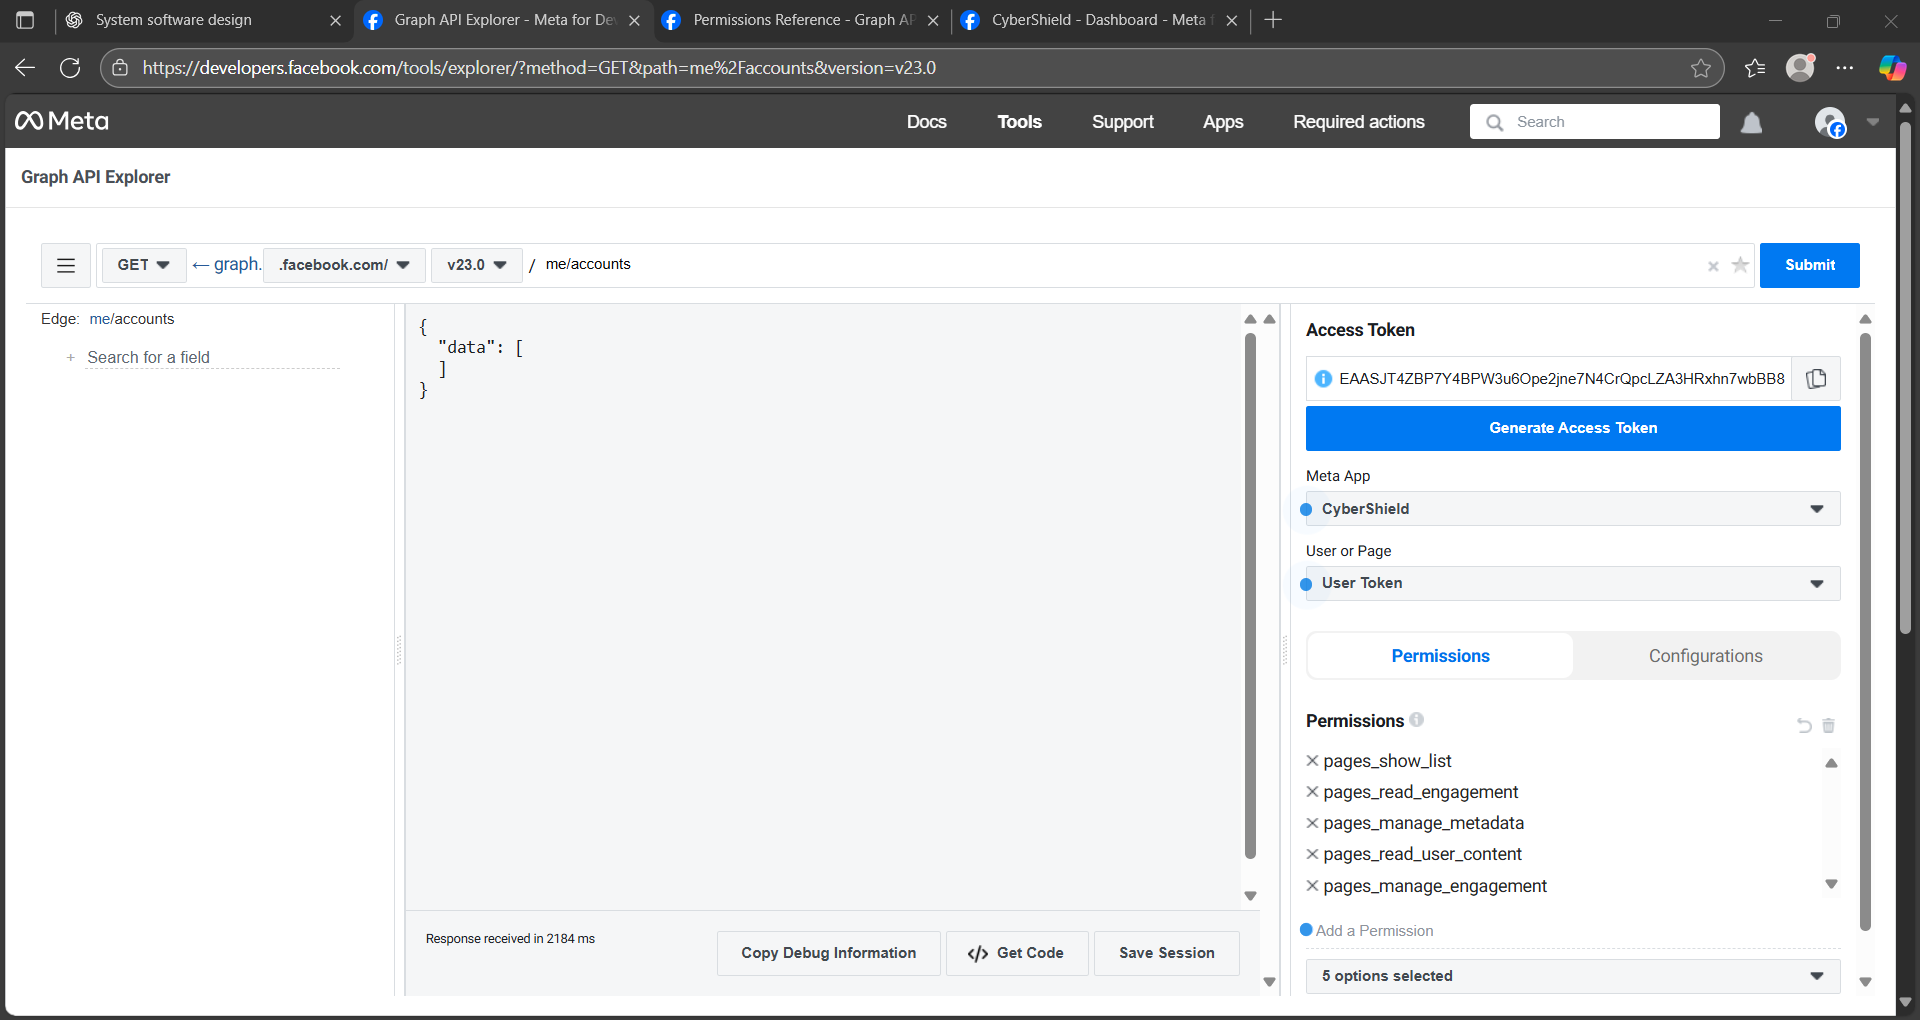 System software design
Graph API Explorer - Meta for De
Permissions Reference - Graph AP
CyberShield - Dashboard - Meta f
https://developers.facebook.com/tools/explorer/?method=GET&path=me%2Faccounts&version=v23.0
Meta
Docs
Tools
Support
Apps
Required actions
Search
Graph API Explorer
GET
←graph.
.facebook.com/
v23.0
/
me/accounts
Submit
Edge: me/accounts
+ Search for a field
{
"data": [
]
}
Response received in 2184 ms
Copy Debug Information
</> Get Code
Save Session
Access Token
EAASJT4ZBP7Y4BPW3u6Ope2jne7N4CrQpcLZA3HRxhn7wbBB8
Generate Access Token
Meta App
CyberShield
User or Page
User Token
Permissions
Configurations
Permissions
pages_show_list
pages_read_engagement
pages_manage_metadata
pages_read_user_content
pages_manage_engagement
Add a Permission
5 options selected